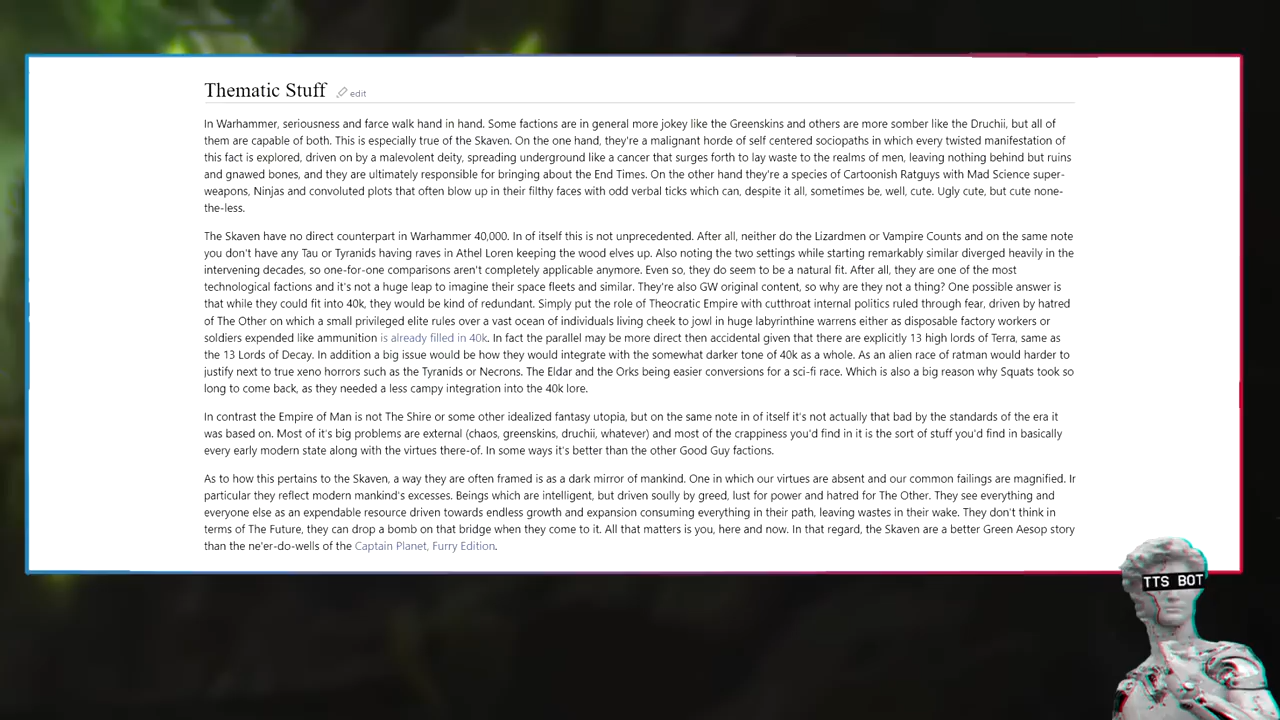 Thematic Stuff edit
In Warhammer, seriousness and farce walk hand in hand. Some factions are in general more jokey like the Greenskins and others are more somber like the Druchii, but all of
them are capable of both. This is especially true of the Skaven. On the one hand, they're a malignant horde of self centered sociopaths in which every twisted manifestation of
this fact is explored, driven on by a malevolent deity, spreading underground like a cancer that surges forth to lay waste to the realms of men, leaving nothing behind but ruins
and gnawed bones, and they are ultimately responsible for bringing about the End Times. On the other hand they're a species of Cartoonish Ratguys with Mad Science super-
weapons, Ninjas and convoluted plots that often blow up in their filthy faces with odd verbal ticks which can, despite it all, sometimes be, well, cute. Ugly cute, but cute none-
the-less.
The Skaven have no direct counterpart in Warhammer 40,000. In of itself this is not unprecedented. After all, neither do the Lizardmen or Vampire Counts and on the same note
you don't have any Tau or Tyranids having raves in Athel Loren keeping the wood elves up. Also noting the two settings while starting remarkably similar diverged heavily in the
intervening decades, so one-for-one comparisons aren't completely applicable anymore. Even so, they do seem to be a natural fit. After all, they are one of the most
technological factions and it's not a huge leap to imagine their space fleets and similar. They're also GW original content, so why are they not a thing? One possible answer is
that while they could fit into 40k, they would be kind of redundant. Simply put the role of Theocratic Empire with cutthroat internal politics ruled through fear, driven by hatred
of The Other on which a small privileged elite rules over a vast ocean of individuals living cheek to jowl in huge labyrinthine warrens either as disposable factory workers or
soldiers expended like ammunition is already filled in 40k. In fact the parallel may be more direct then accidental given that there are explicitly 13 high lords of Terra, same as
the 13 Lords of Decay. In addition a big issue would be how they would integrate with the somewhat darker tone of 40k as a whole. As an alien race of ratman would harder to
justify next to true xeno horrors such as the Tyranids or Necrons. The Eldar and the Orks being easier conversions for a sci-fi race. Which is also a big reason why Squats took so
long to come back, as they needed a less campy integration into the 40k lore.
In contrast the Empire of Man is not The Shire or some other idealized fantasy utopia, but on the same note in of itself it's not actually that bad by the standards of the era it
was based on. Most of it's big problems are external (chaos, greenskins, druchii, whatever) and most of the crappiness you'd find in it is the sort of stuff you'd find in basically
every early modern state along with the virtues there-of. In some ways it's better than the other Good Guy factions.
As to how this pertains to the Skaven, a way they are often framed is as a dark mirror of mankind. One in which our virtues are absent and our common failings are magnified. Ir
particular they reflect modern mankind's excesses. Beings which are intelligent, but driven soully by greed, lust for power and hatred for The Other. They see everything and
everyone else as an expendable resource driven towards endless growth and expansion consuming everything in their path, leaving wastes in their wake. They don't think in
terms of The Future, they can drop a bomb on that bridge when they come to it. All that matters is you, here and now. In that regard, the Skaven are a better Green Aesop story
than the ne'er-do-wells of the Captain Planet, Furry Edition.
TTS BOT